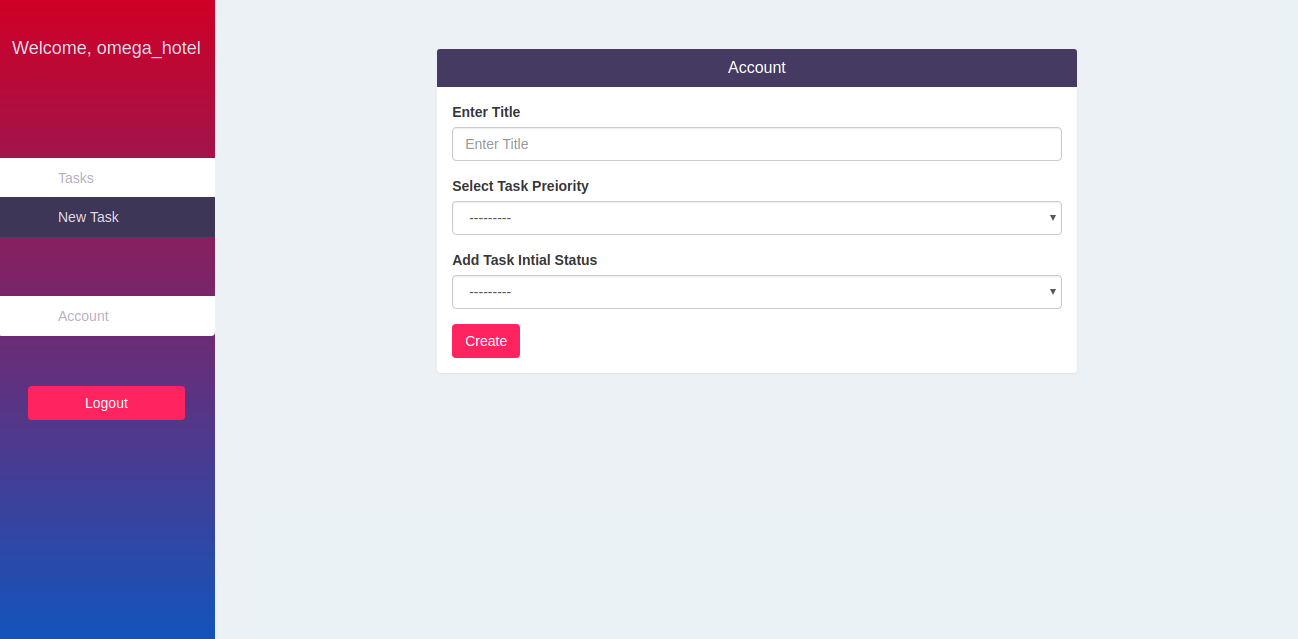 Welcome, omega_hotel
Tasks
New Task
Account
Logout
Account
Enter Title
Enter Title
Select Task Preiority
---------
Add Task Intial Status
---------
Create